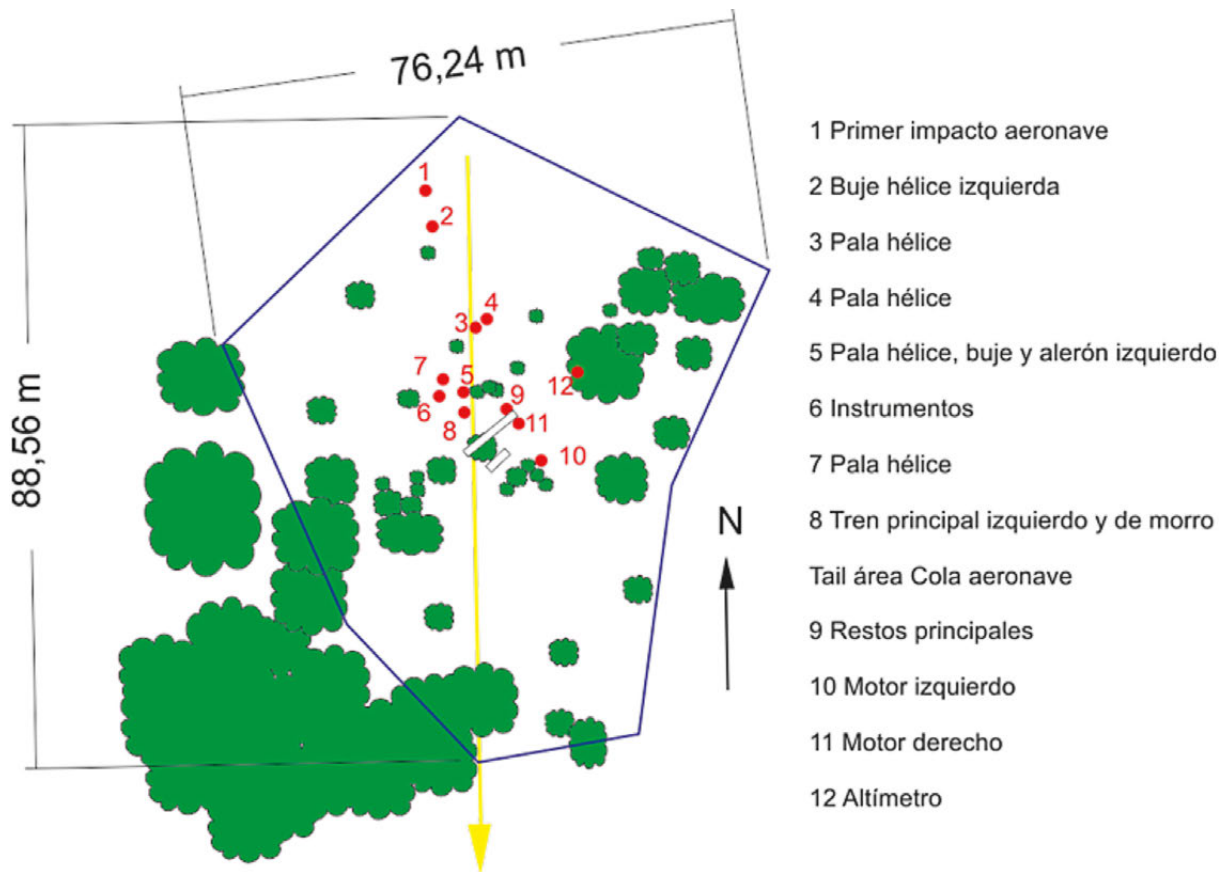 76,24 m
88,56 m
1
2
3
4
5
6
7
8
9
10
11
12
N
1 Primer impacto aeronave
2 Buje hélice izquierda
3 Pala hélice
4 Pala hélice
5 Pala hélice, buje y alerón izquierdo
6 Instrumentos
7 Pala hélice
8 Tren principal izquierdo y de morro
Tail área Cola aeronave
9 Restos principales
10 Motor izquierdo
11 Motor derecho
12 Altímetro